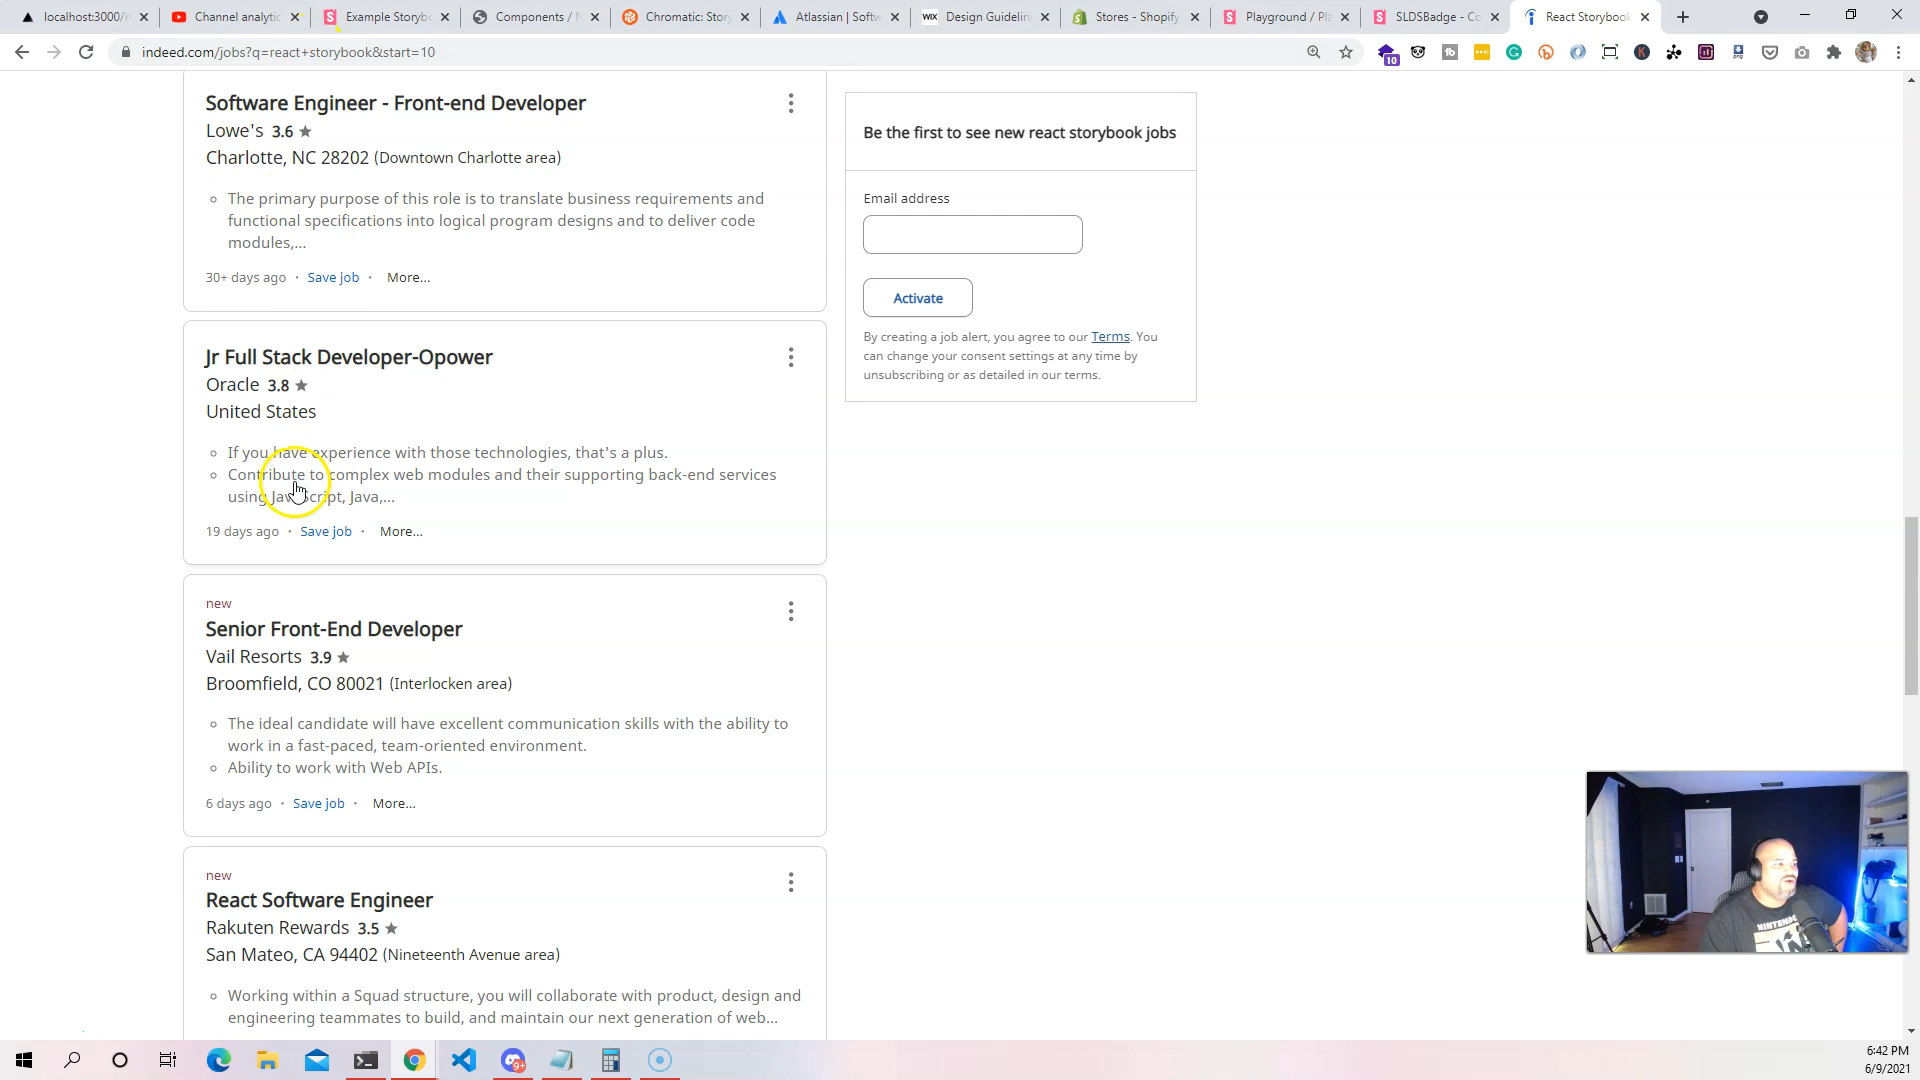 localhost:3000/n
Channel analytic
Example Storyb
Components / 
Chromatic: Stor
Atlassian | Softw
WIX
Design Guidelin
Stores - Shopify
Playground / Pl
SLDSBadge - Co
React Storybook
indeed.com/jobs?q=react+storybook&start=10
10
Software Engineer - Front-end Developer
Lowe's 3.6 ★
Charlotte, NC 28202 (Downtown Charlotte area)
The primary purpose of this role is to translate business requirements and
functional specifications into logical program designs and to deliver code
modules,...
30+ days ago · Save job · More...
Be the first to see new react storybook jobs
Email address
Activate
By creating a job alert, you agree to our Terms. You
can change your consent settings at any time by
unsubscribing or as detailed in our terms.
Jr Full Stack Developer-Opower
Oracle 3.8 ★
United States
If you have experience with those technologies, that's a plus.
Contribute to complex web modules and their supporting back-end services
using JavaScript, Java,...
19 days ago · Save job · More...
new
Senior Front-End Developer
Vail Resorts 3.9 ★
Broomfield, CO 80021 (Interlocken area)
The ideal candidate will have excellent communication skills with the ability to
work in a fast-paced, team-oriented environment.
Ability to work with Web APIs.
6 days ago · Save job · More...
new
React Software Engineer
Rakuten Rewards 3.5 ★
San Mateo, CA 94402 (Nineteenth Avenue area)
Working within a Squad structure, you will collaborate with product, design and
engineering teammates to build, and maintain our next generation of web...
NINTENDO
9+
6:42 PM
6/9/2021